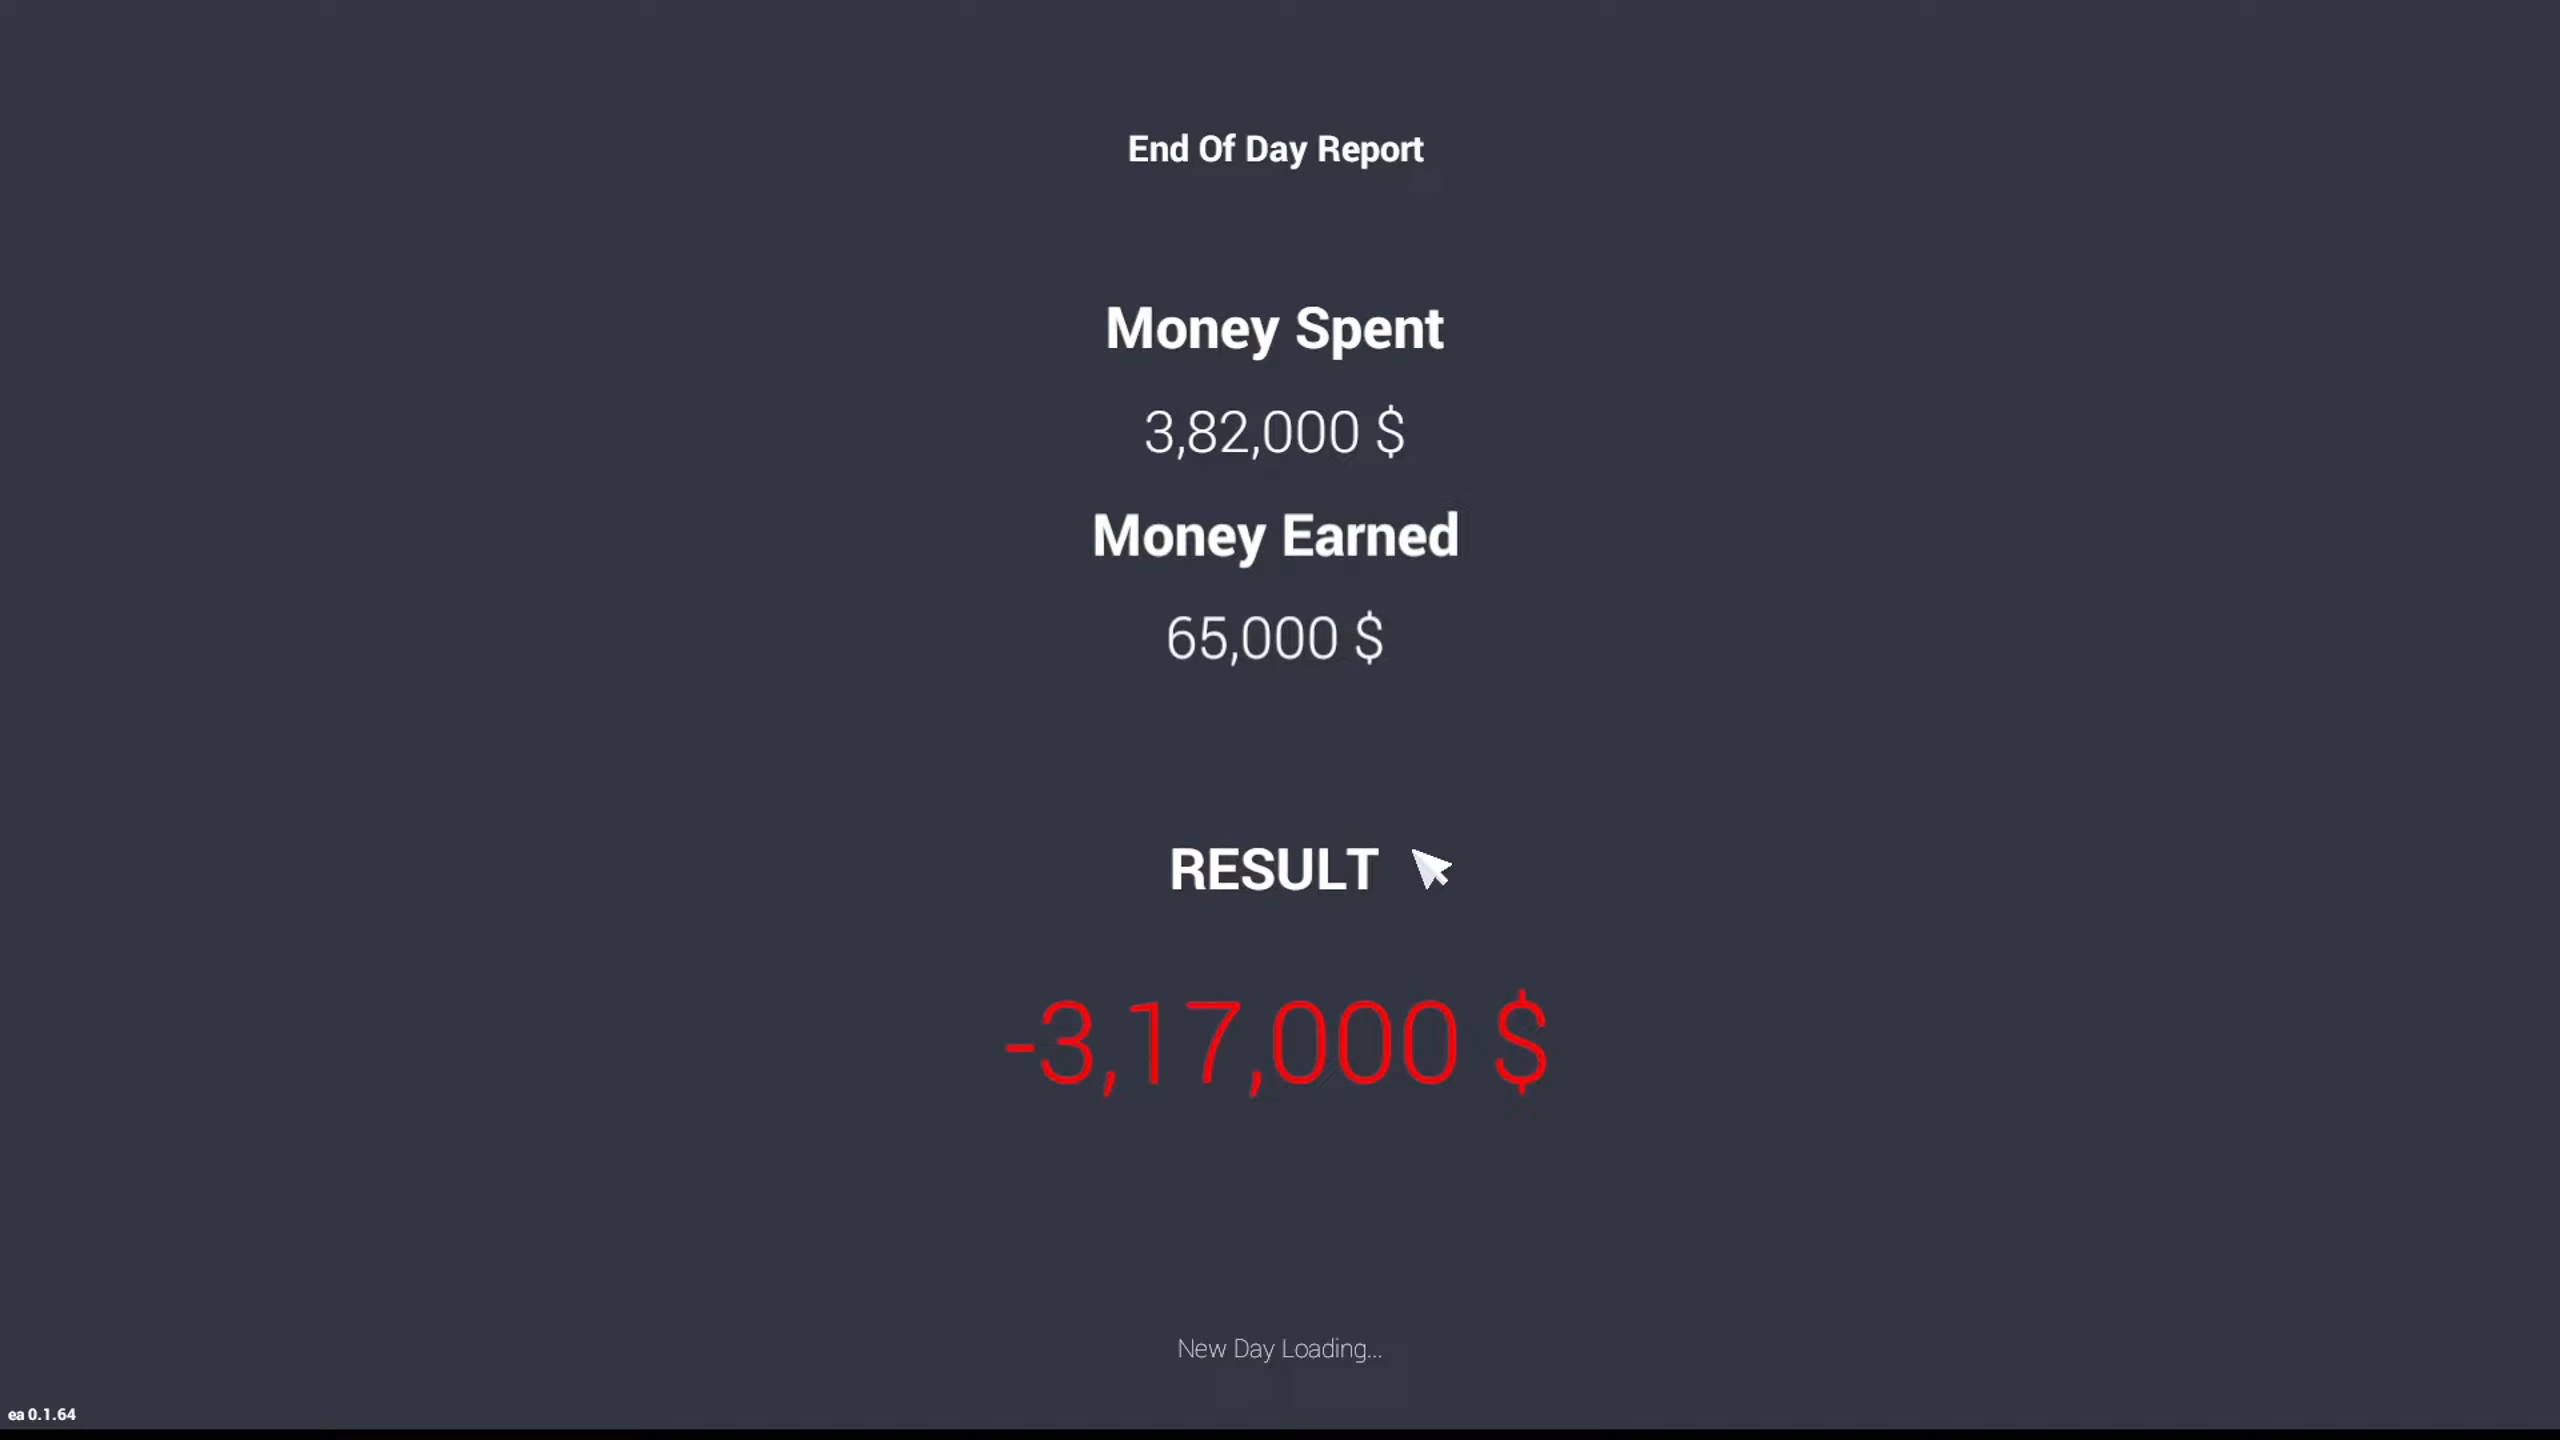 End Of Day Report
Money Spent
3,82,000 $
Money Earned
65,000 $
RESULT
-3,17,000 $
New Day Loading...
ea 0.1.64